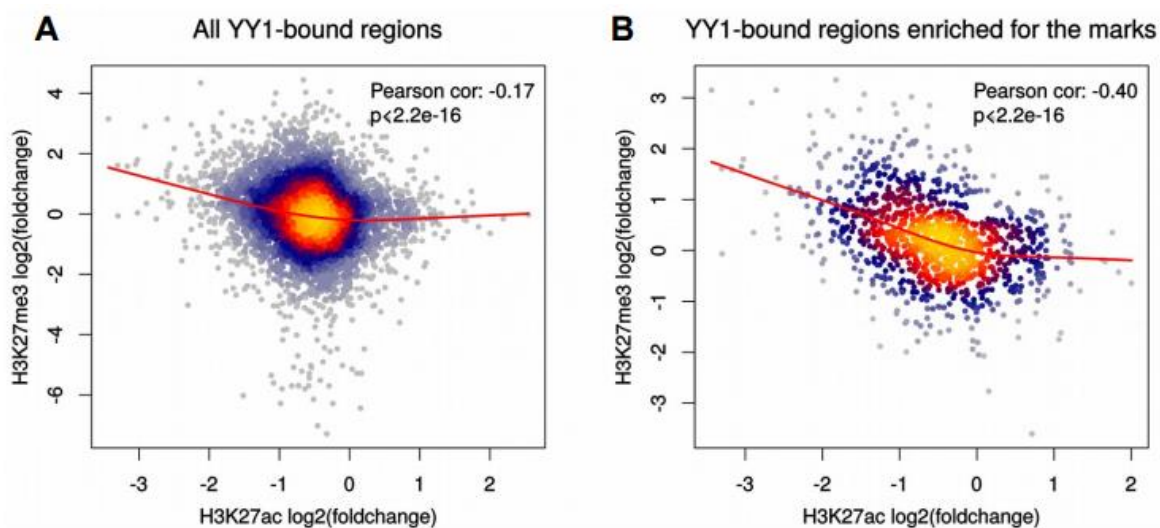 A
All YY1-bound regions
Pearson cor: -0.17
p<2.2e-16
H3K27me3 log2(foldchange)
4
2
0
-2
-4
-6
-3
-2
-1
0
1
2
H3K27ac log2(foldchange)
B
YY1-bound regions enriched for the marks
Pearson cor: -0.40
p<2.2e-16
H3K27me3 log2(foldchange)
3
2
1
0
-1
-2
-3
-3
-2
-1
0
1
2
H3K27ac log2(foldchange)